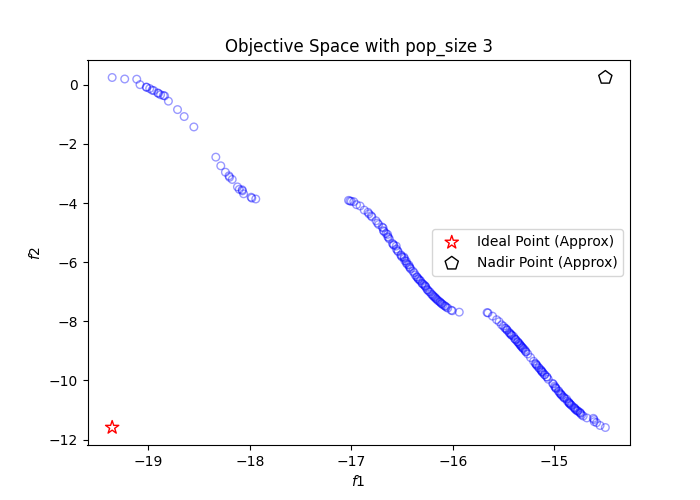 Objective Space with pop_size 3
0
−2
−4
−6
−8
−10
−12
f2
Ideal Point (Approx)
Nadir Point (Approx)
−19
−18
−17
−16
−15
f1